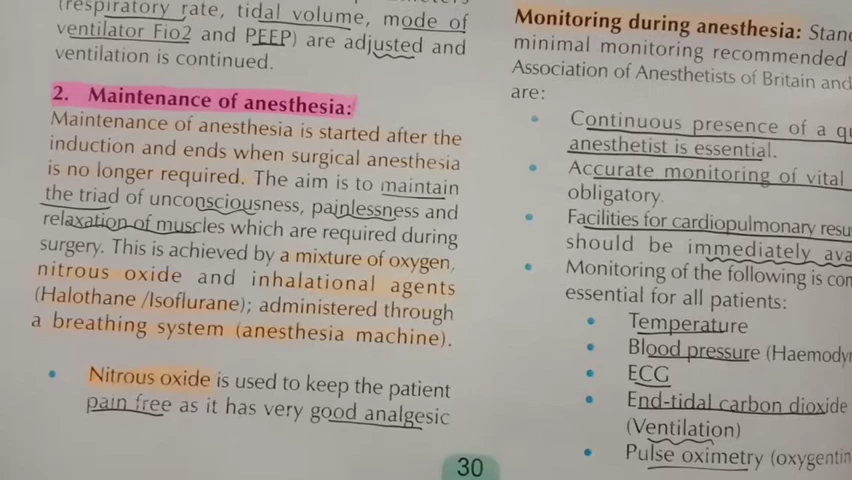 (respiratory rate, tidal volume, mode of
ventilator Fio2 and PEEP) are adjusted and
ventilation is continued.
2. Maintenance of anesthesia:
Maintenance of anesthesia is started after the
induction and ends when surgical anesthesia
is no longer required. The aim is to maintain
the triad of unconsciousness, painlessness and
relaxation of muscles which are required during
surgery. This is achieved by a mixture of oxygen,
nitrous oxide and inhalational agents
(Halothane /Isoflurane); administered through
a breathing system (anesthesia machine).
• Nitrous oxide is used to keep the patient
pain free as it has very good analgesic
30
Monitoring during anesthesia:
minimal monitoring recommended
Association of Anesthetists of Britain and
are:
• Continuous presence of a
anesthetist is essential.
• Accurate monitoring of vital
obligatory.
• Facilities for cardiopulmonary
should be immediately
• Monitoring of the following is
essential for all patients:
• Temperature
• Blood pressure
• ECG
• End-tidal carbon dioxide
(Ventilation)
• Pulse oximetry